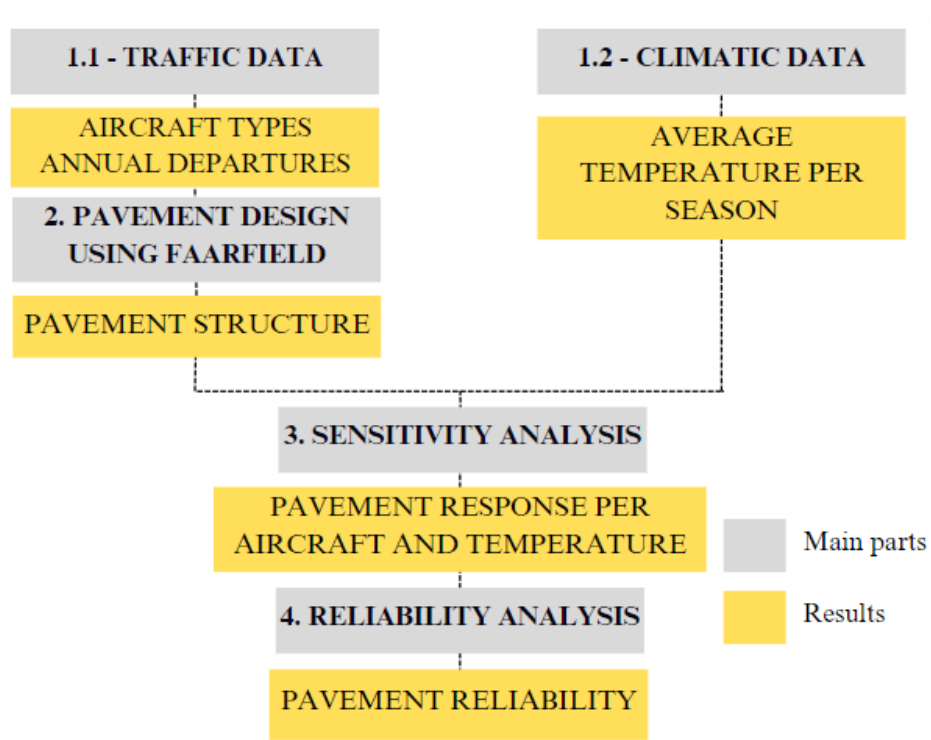 1.1 - TRAFFIC DATA
AIRCRAFT TYPES
ANNUAL DEPARTURES
2. PAVEMENT DESIGN
USING FAARFIELD
PAVEMENT STRUCTURE
1.2 - CLIMATIC DATA
AVERAGE
TEMPERATURE PER
SEASON
3. SENSITIVITY ANALYSIS
PAVEMENT RESPONSE PER
AIRCRAFT AND TEMPERATURE
4. RELIABILITY ANALYSIS
PAVEMENT RELIABILITY
Main parts
Results